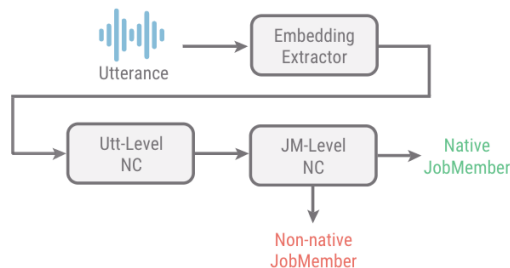 Utterance
Embedding
Extractor
Utt-Level
NC
JM-Level
NC
Native
JobMember
Non-native
JobMember